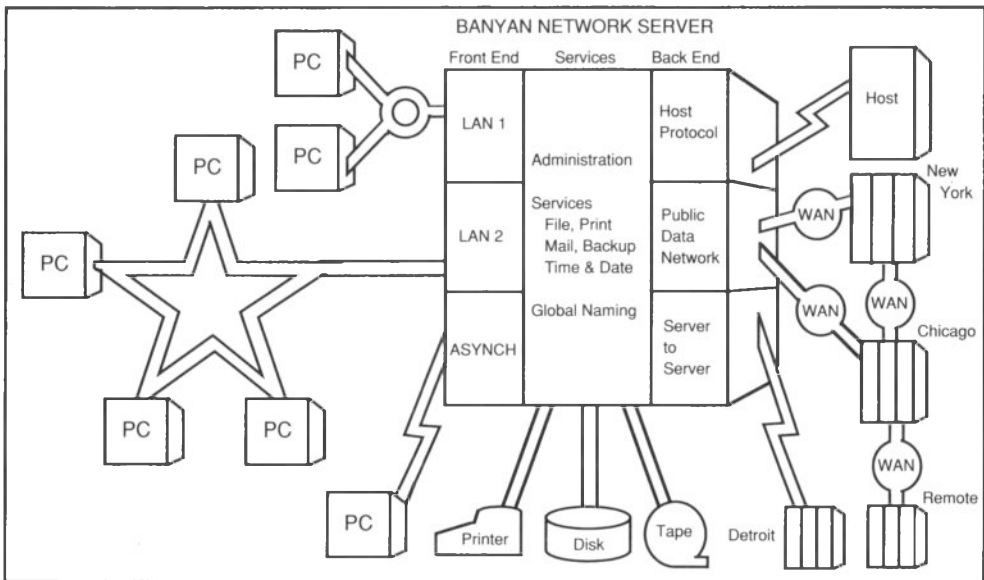 BANYAN NETWORK SERVER
Front End Services Back End
PC
PC
PC
PC
PC
PC
PC
LAN 1
LAN 2
ASYNCH
Administration
Services
File, Print
Mail, Backup
Time & Date
Global Naming
Host
Protocol
Public
Data
Network
Server
to
Server
Host
New
York
WAN
WAN
WAN
Chicago
WAN
Remote
Printer
Disk
Tape
Detroit